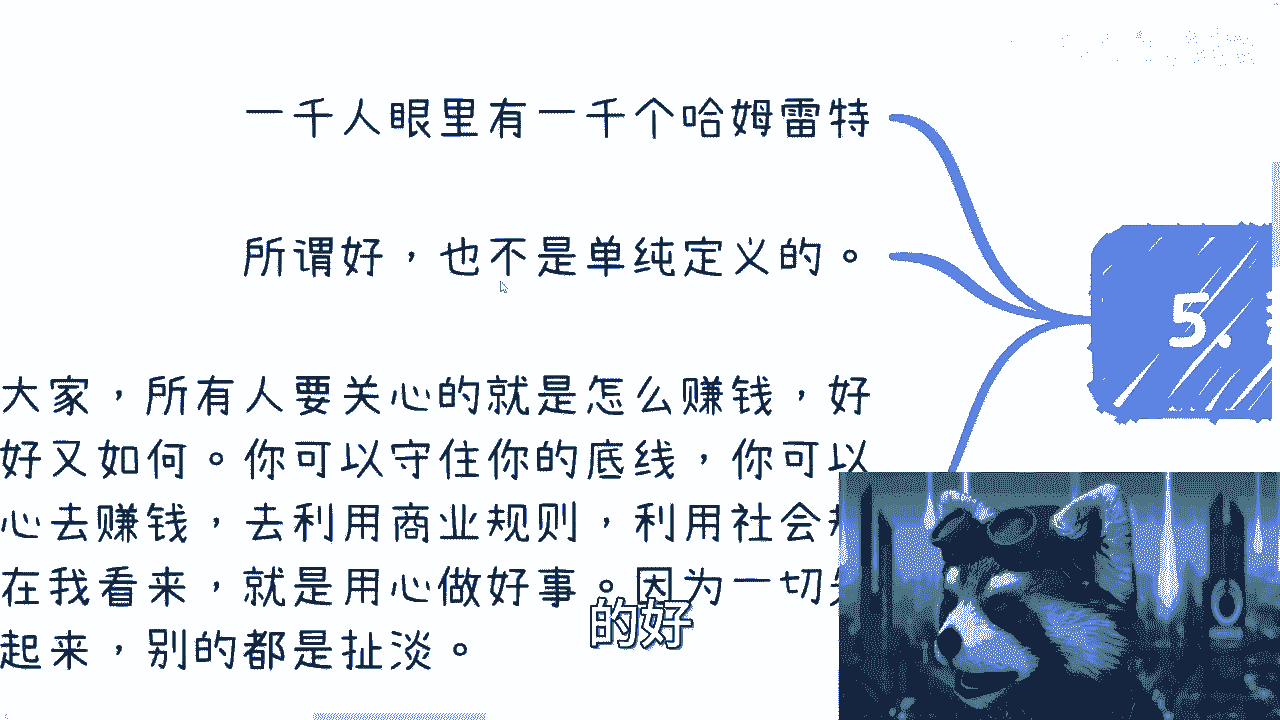 一千人眼里有一千个哈姆雷特
所谓好，也不是单纯定义的。
5.
大家，所有人要关心的就是怎么赚钱，好
好又如何。你可以守住你的底线，你可以
心去赚钱，去利用商业规则，利用社会
在我看来，就是用心做好事。因为一切
起来，别的都是扯淡。
的好